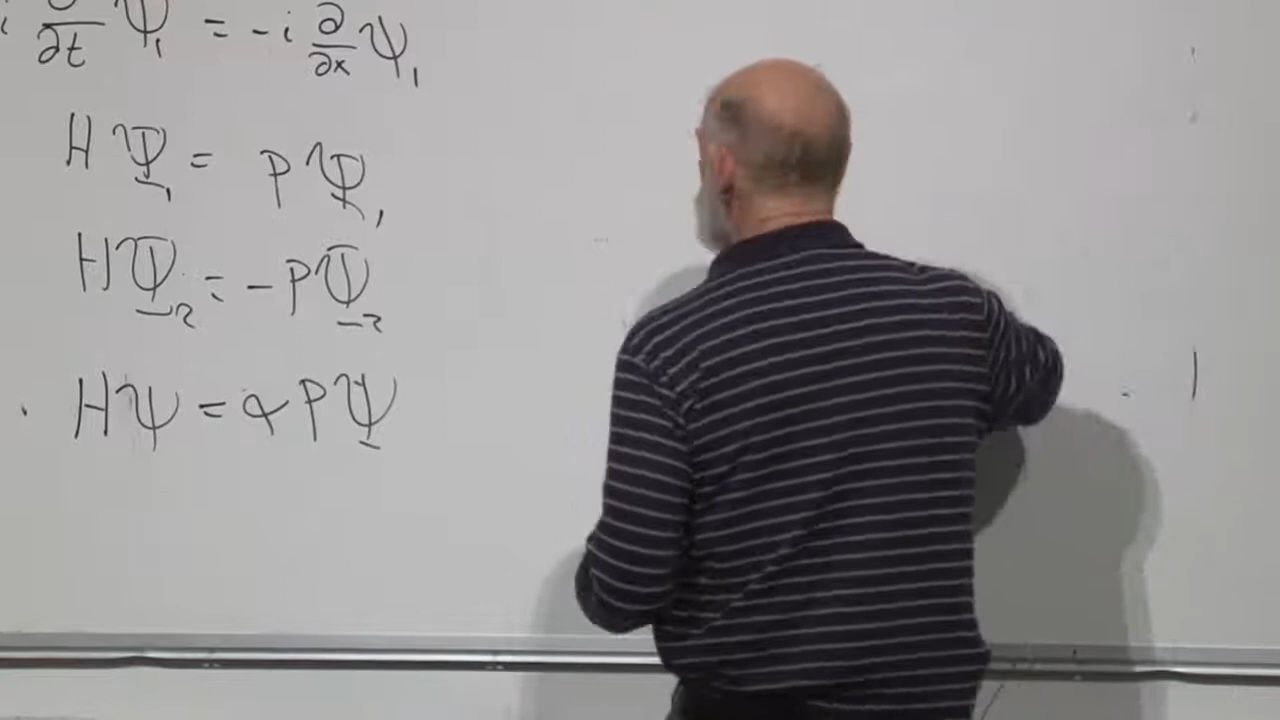 i ∂/∂t Ψ₁ = -i ∂/∂x ψ₁
H Ψ₁ = P Ψ₁
H Ψ₂ = -P Ψ₂
H ψ = α P Ψ